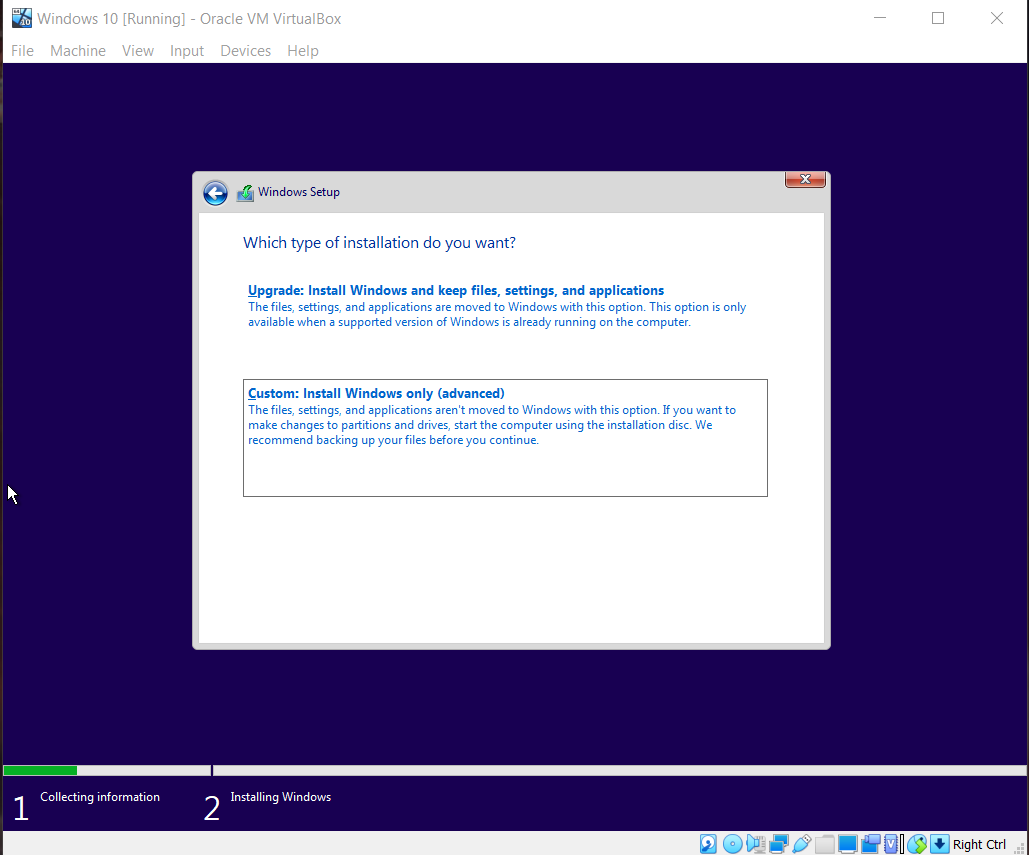 Windows 10 [Running] - Oracle VM VirtualBox
File Machine View Input Devices Help
Windows Setup
Which type of installation do you want?
Upgrade: Install Windows and keep files, settings, and applications
The files, settings, and applications are moved to Windows with this option. This option is only
available when a supported version of Windows is already running on the computer.
Custom: Install Windows only (advanced)
The files, settings, and applications aren't moved to Windows with this option. If you want to
make changes to partitions and drives, start the computer using the installation disc. We
recommend backing up your files before you continue.
1 Collecting information 2 Installing Windows
Right Ctrl